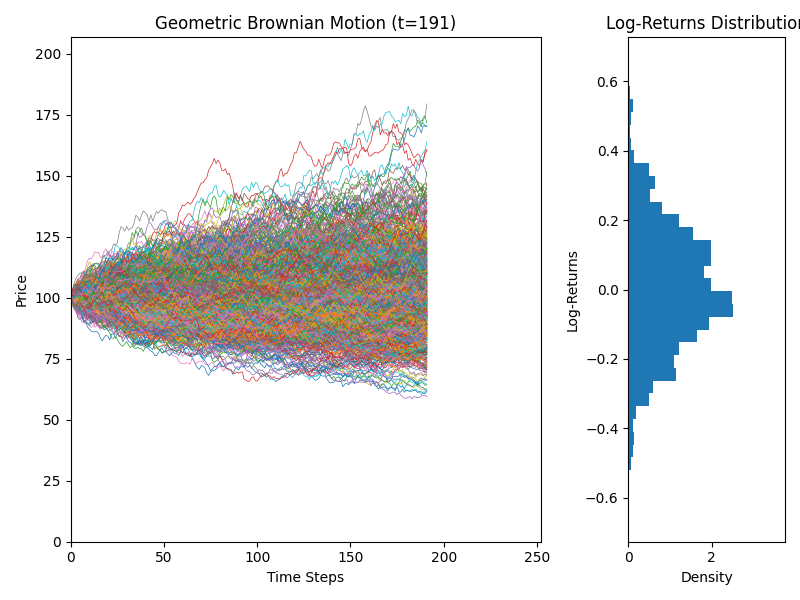 Geometric Brownian Motion (t=191)
Price
200
175
150
125
100
75
50
25
0
0 50 100 150 200 250
Time Steps
Log-Returns Distribution
Log-Returns
0.6
0.4
0.2
0.0
−0.2
−0.4
−0.6
0 2
Density